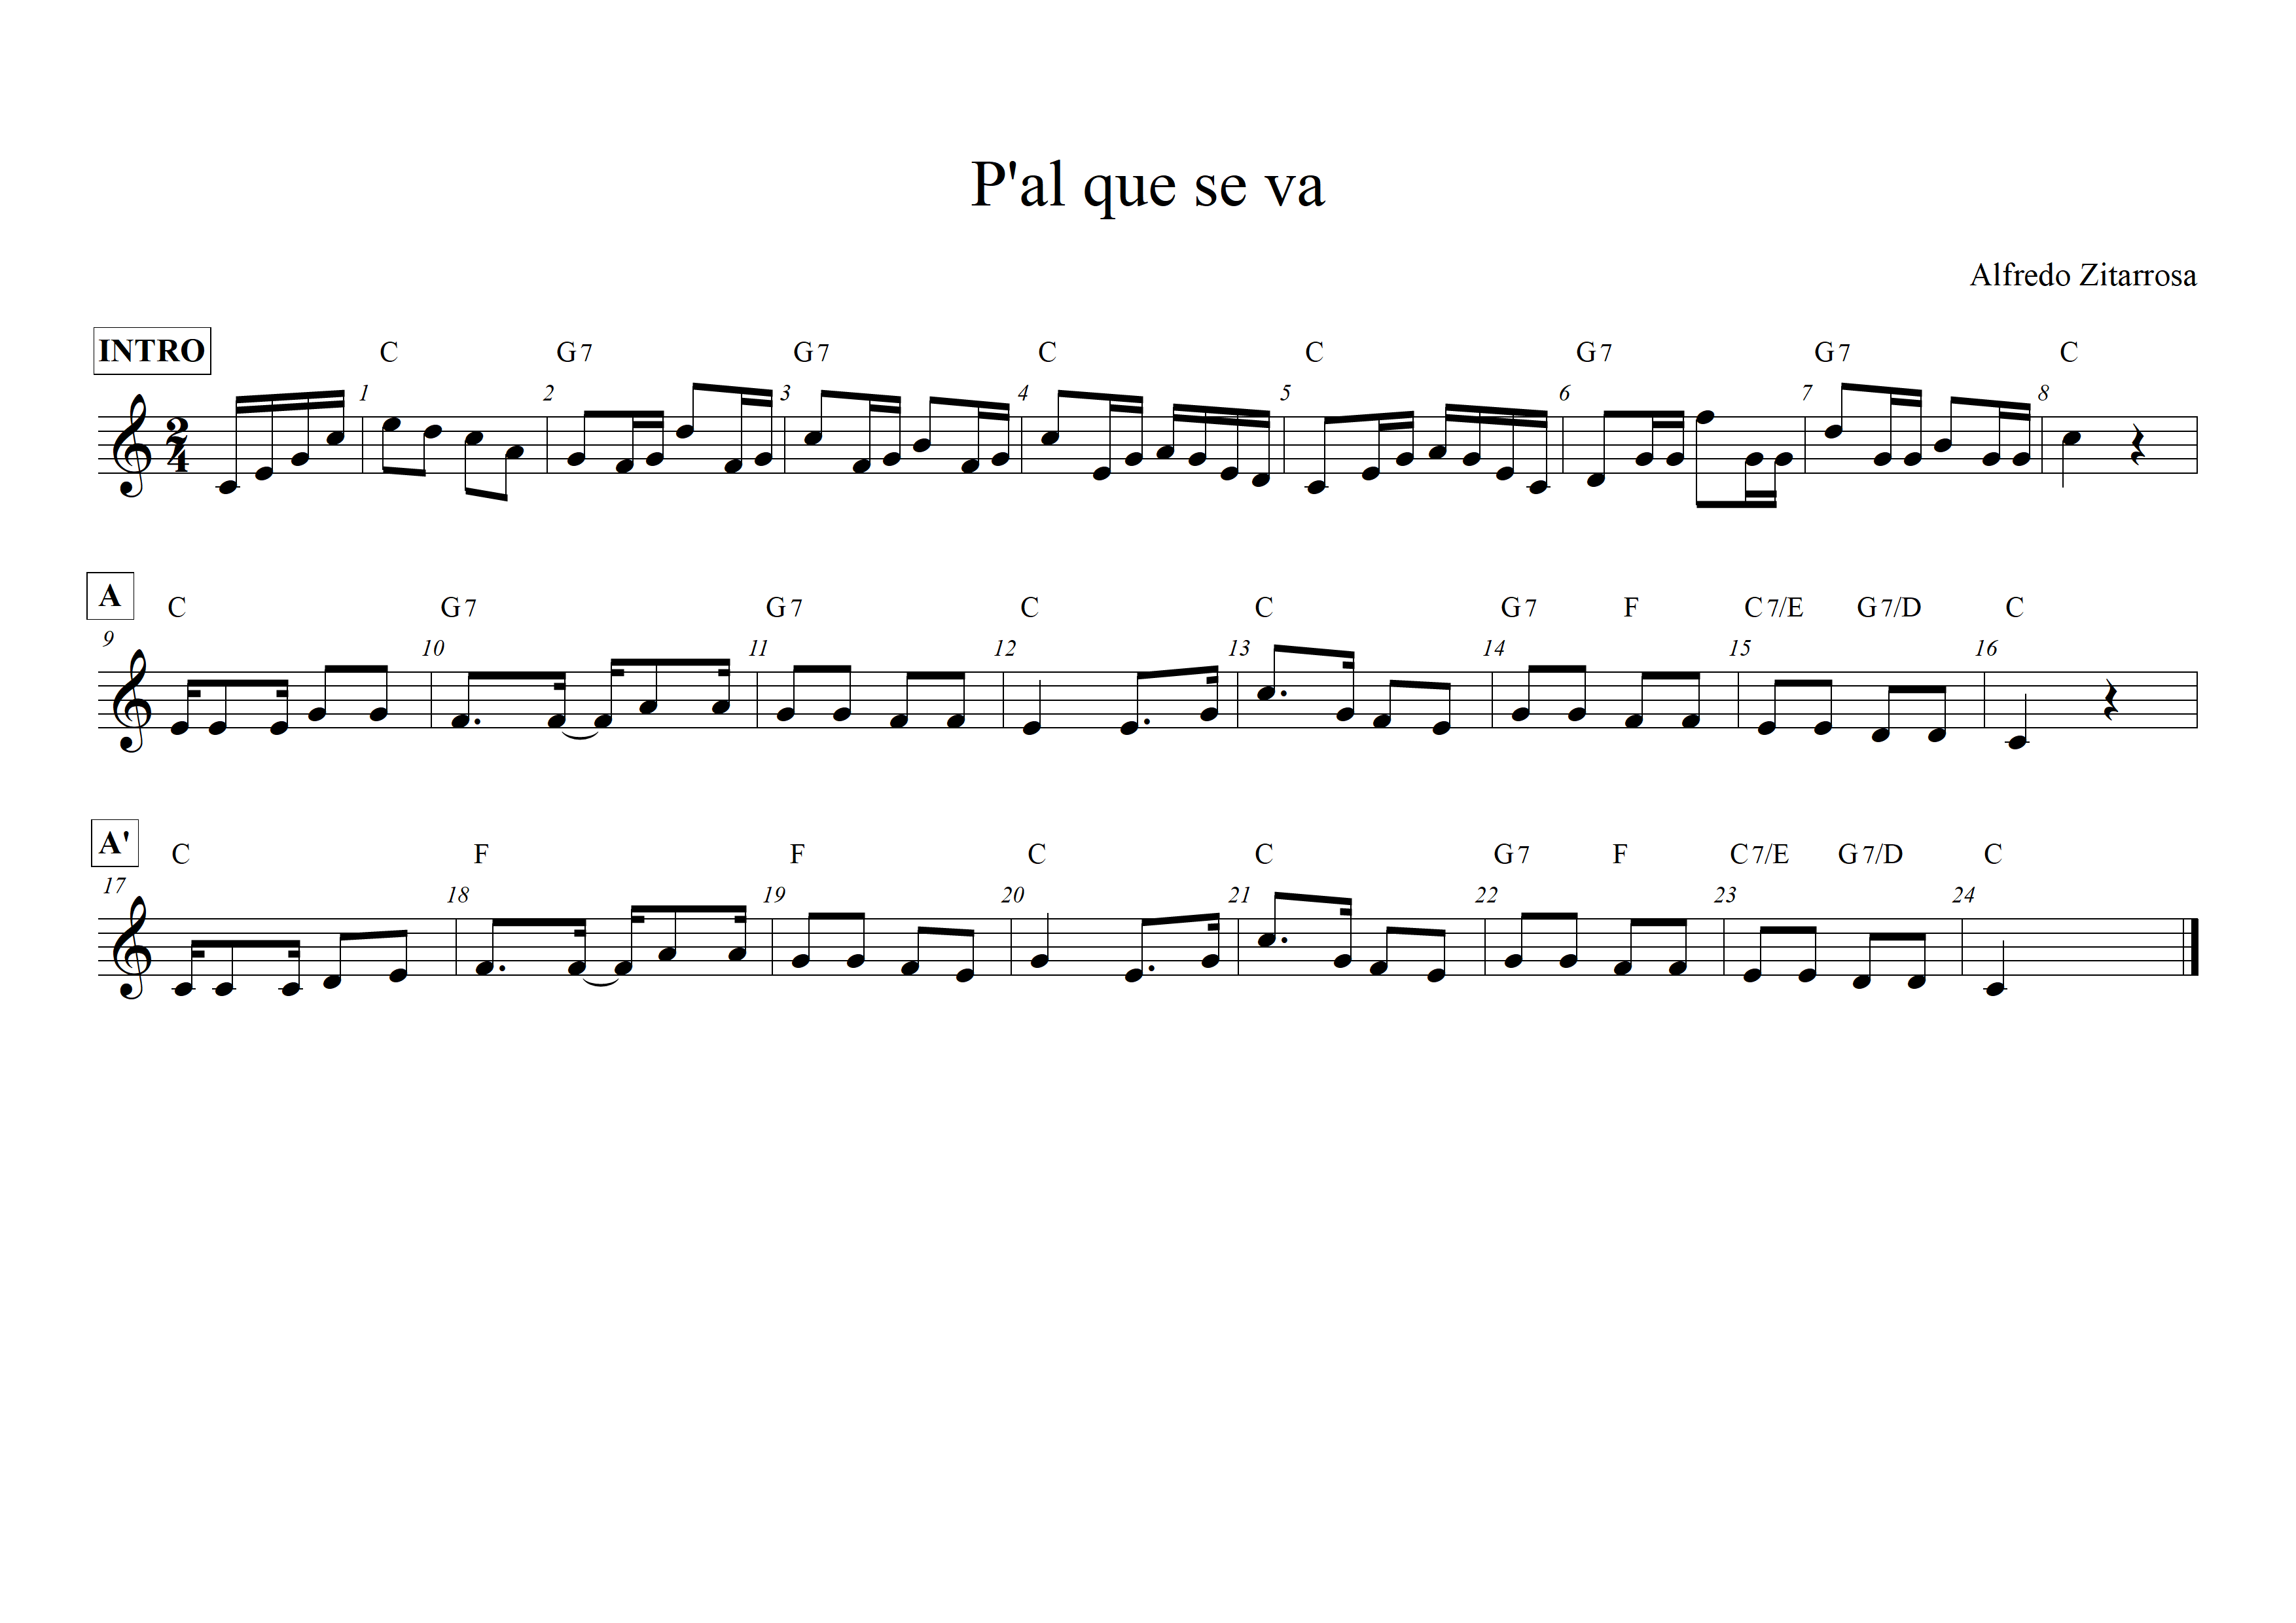 P'al que se va
Alfredo Zitarrosa
INTRO
C G7 G7 C C G7 G7 C
1 2 3 4 5 6 7 8
2
4
A
C G7 G7 C C G7 F C7/E G7/D C
9 10 11 12 13 14 15 16
A'
C F F C C G7 F C7/E G7/D C
17 18 19 20 21 22 23 24